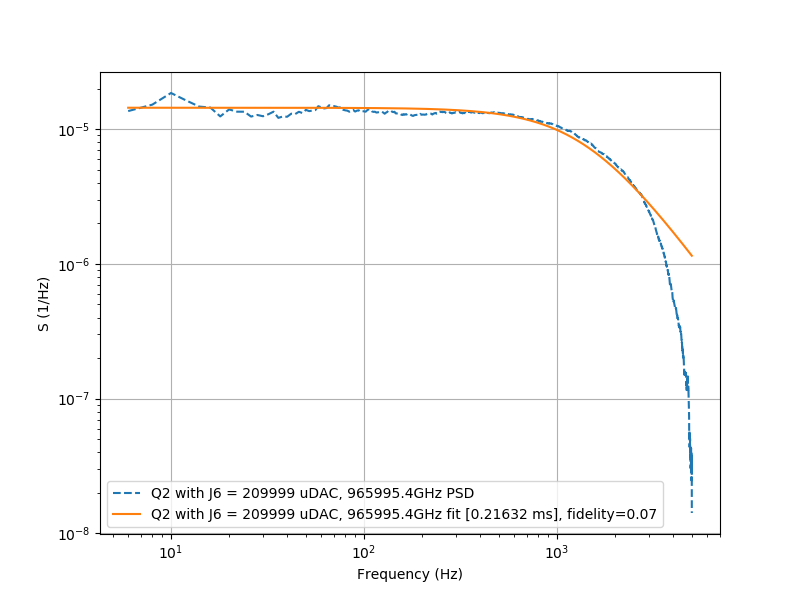 10⁻⁵
10⁻⁶
10⁻⁷
10⁻⁸
S (1/Hz)
Q2 with J6 = 209999 uDAC, 965995.4GHz PSD
Q2 with J6 = 209999 uDAC, 965995.4GHz fit [0.21632 ms], fidelity=0.07
10¹ 10² 10³
Frequency (Hz)